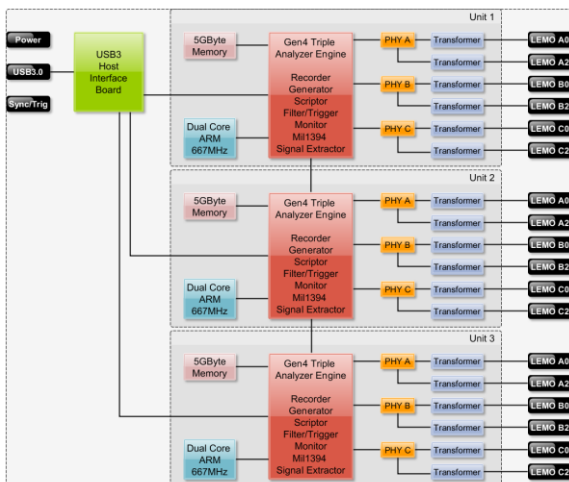 Unit 1
Power
USB3.0
Sync/Trig
USB3
Host
Interface
Board
5GByte
Memory
Dual Core
ARM
667MHz
Gen4 Triple
Analyzer Engine
Recorder
Generator
Scriptor
Filter/Trigger
Monitor
Mil1394
Signal Extractor
PHY A
Transformer
LEMO A0
Transformer
LEMO A2
PHY B
Transformer
LEMO B0
Transformer
LEMO B2
PHY C
Transformer
LEMO C0
Transformer
LEMO C2
Unit 2
5GByte
Memory
Dual Core
ARM
667MHz
Gen4 Triple
Analyzer Engine
Recorder
Generator
Scriptor
Filter/Trigger
Monitor
Mil1394
Signal Extractor
PHY A
Transformer
LEMO A0
Transformer
LEMO A2
PHY B
Transformer
LEMO B0
Transformer
LEMO B2
PHY C
Transformer
LEMO C0
Transformer
LEMO C2
Unit 3
5GByte
Memory
Dual Core
ARM
667MHz
Gen4 Triple
Analyzer Engine
Recorder
Generator
Scriptor
Filter/Trigger
Monitor
Mil1394
Signal Extractor
PHY A
Transformer
LEMO A0
Transformer
LEMO A2
PHY B
Transformer
LEMO B0
Transformer
LEMO B2
PHY C
Transformer
LEMO C0
Transformer
LEMO C2